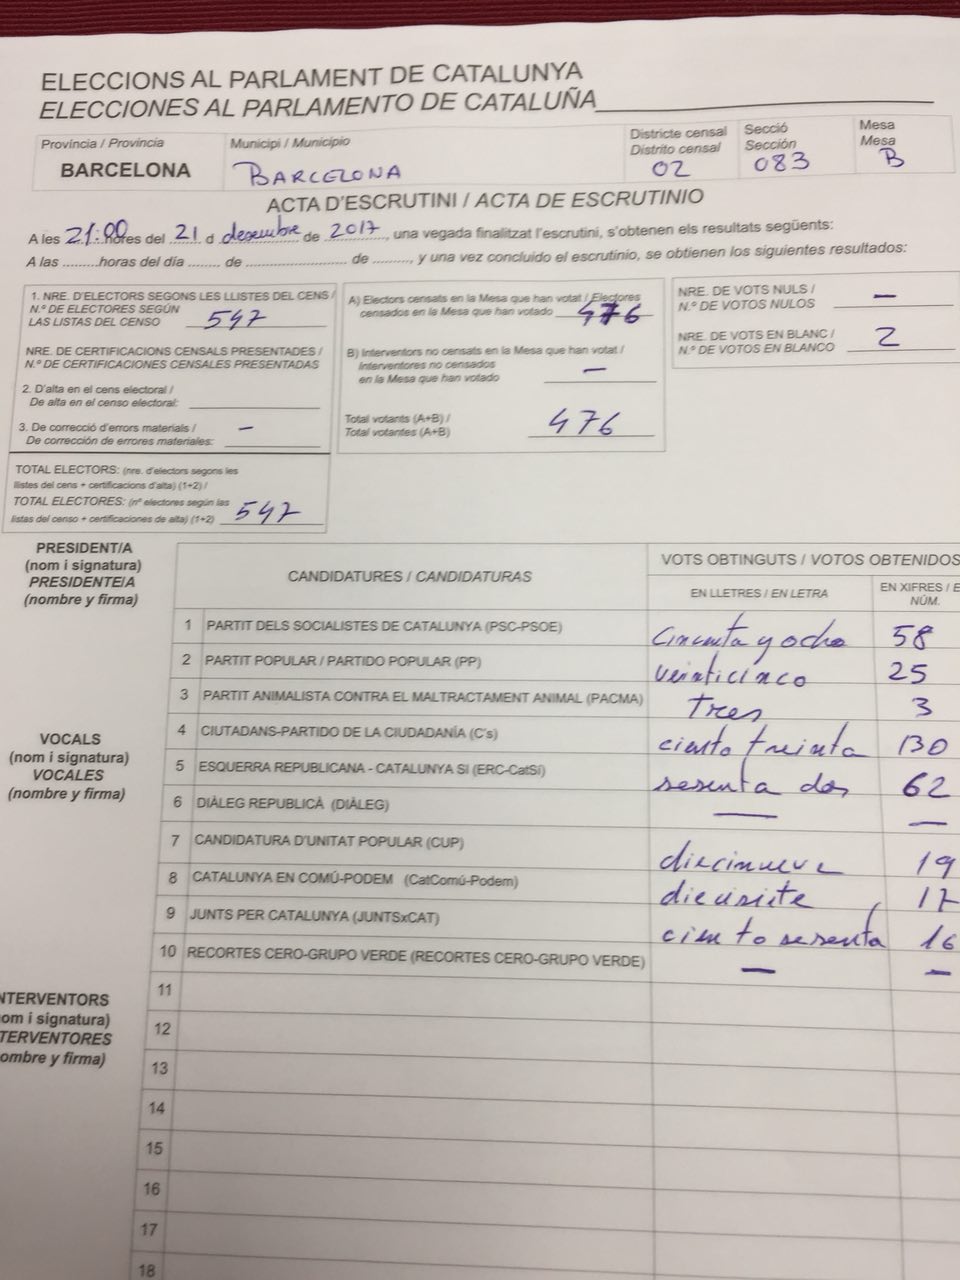 ELECCIONS AL PARLAMENT DE CATALUNYA
ELECCIONES AL PARLAMENTO DE CATALUÑA
Província / Provincia
BARCELONA
Municipi / Municipio
BARCELONA
Districte censal
Distrito censal
02
Secció
Sección
083
Mesa
Mesa
B
ACTA D'ESCRUTINI / ACTA DE ESCRUTINIO
A les 21:00 hores del 21 d desembre de 2017, una vegada finalitzat l'escrutini, s'obtenen els resultats següents:
A las .........horas del día ........ de .......................... de ........., y una vez concluido el escrutinio, se obtienen los siguientes resultados:
1. NRE. D'ELECTORS SEGONS LES LLISTES DEL CENS /
N.º DE ELECTORES SEGÚN
LAS LISTAS DEL CENSO 547
NRE. DE CERTIFICACIONS CENSALS PRESENTADES /
N.º DE CERTIFICACIONES CENSALES PRESENTADAS
2. D'alta en el cens electoral /
De alta en el censo electoral:
3. De correcció d'errors materials /
De corrección de errores materiales: –
TOTAL ELECTORS: (nre. d'electors segons les
llistes del cens + certificacions d'alta) (1+2) /
TOTAL ELECTORES: (nº electores según las
listas del censo + certificaciones de alta) (1+2) 547
A) Electors censats en la Mesa que han votat / Electores
censados en la Mesa que han votado 476
B) Interventors no censats en la Mesa que han votat /
Interventores no censados
en la Mesa que han votado –
Total votants (A+B) /
Total votantes (A+B) 476
NRE. DE VOTS NULS /
N.º DE VOTOS NULOS –
NRE. DE VOTS EN BLANC /
N.º DE VOTOS EN BLANCO 2
PRESIDENT/A
(nom i signatura)
PRESIDENTE/A
(nombre y firma)
VOCALS
(nom i signatura)
VOCALES
(nombre y firma)
NTERVENTORS
om i signatura)
TERVENTORES
ombre y firma)
CANDIDATURES / CANDIDATURAS
VOTS OBTINGUTS / VOTOS OBTENIDOS
EN LLETRES / EN LETRA
EN XIFRES / E
NÚM.
1 PARTIT DELS SOCIALISTES DE CATALUNYA (PSC-PSOE) Cincuenta y ocho 58
2 PARTIT POPULAR / PARTIDO POPULAR (PP) veinticinco 25
3 PARTIT ANIMALISTA CONTRA EL MALTRACTAMENT ANIMAL (PACMA) tres 3
4 CIUTADANS-PARTIDO DE LA CIUDADANÍA (C's) ciento treinta 130
5 ESQUERRA REPUBLICANA - CATALUNYA SÍ (ERC-CatSí) sesenta dos 62
6 DIÀLEG REPUBLICÀ (DIÀLEG) — —
7 CANDIDATURA D'UNITAT POPULAR (CUP) diecinueve 19
8 CATALUNYA EN COMÚ-PODEM (CatComú-Podem) diecisiete 17
9 JUNTS PER CATALUNYA (JUNTSxCAT) ciento sesenta 16
10 RECORTES CERO-GRUPO VERDE (RECORTES CERO-GRUPO VERDE) — —
11
12
13
14
15
16
17
18